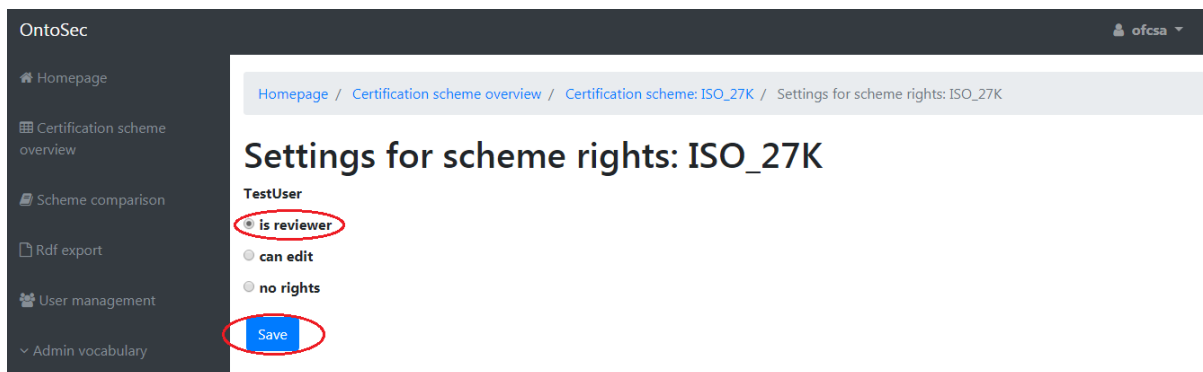 OntoSec
ofcsa
Homepage
Certification scheme
overview
Scheme comparison
Rdf export
User management
Admin vocabulary
Homepage / Certification scheme overview / Certification scheme: ISO_27K / Settings for scheme rights: ISO_27K
Settings for scheme rights: ISO_27K
TestUser
is reviewer
can edit
no rights
Save